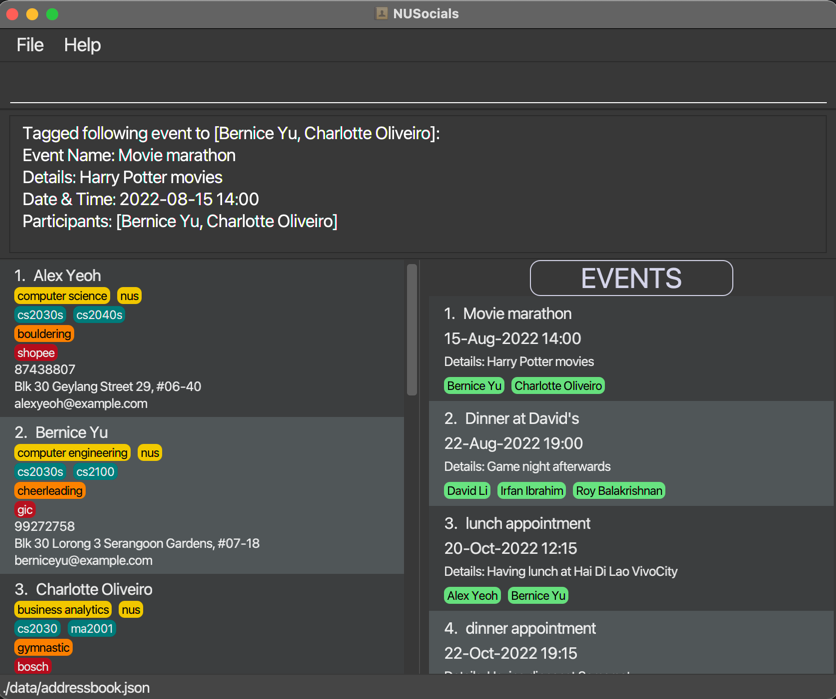 NUSocials
File Help
Tagged following event to [Bernice Yu, Charlotte Oliveiro]:
Event Name: Movie marathon
Details: Harry Potter movies
Date & Time: 2022-08-15 14:00
Participants: [Bernice Yu, Charlotte Oliveiro]
1. Alex Yeoh
computer science nus
cs2030s cs2040s
bouldering
shopee
87438807
Blk 30 Geylang Street 29, #06-40
alexyeoh@example.com
2. Bernice Yu
computer engineering nus
cs2030s cs2100
cheerleading
gic
99272758
Blk 30 Lorong 3 Serangoon Gardens, #07-18
berniceyu@example.com
3. Charlotte Oliveiro
business analytics nus
cs2030 ma2001
gymnastic
bosch
EVENTS
1. Movie marathon
15-Aug-2022 14:00
Details: Harry Potter movies
Bernice Yu Charlotte Oliveiro
2. Dinner at David's
22-Aug-2022 19:00
Details: Game night afterwards
David Li Irfan Ibrahim Roy Balakrishnan
3. lunch appointment
20-Oct-2022 12:15
Details: Having lunch at Hai Di Lao VivoCity
Alex Yeoh Bernice Yu
4. dinner appointment
22-Oct-2022 19:15
./data/addressbook.json